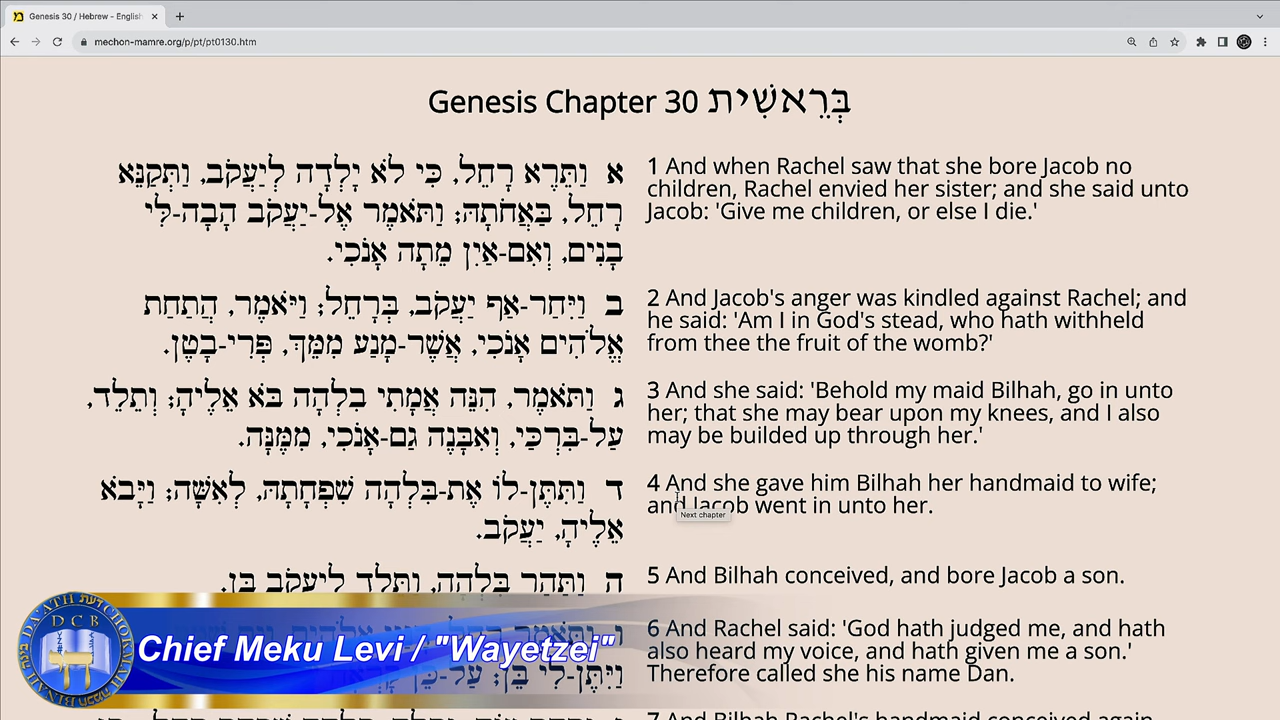 Genesis 30 / Hebrew - English
mechon-mamre.org/p/pt/pt0130.htm
Genesis Chapter 30 בְּרֵאשִׁית
א וַתֵּרֶא רָחֵל, כִּי לֹא יָלְדָה לְיַעֲקֹב, וַתְּקַנֵּא
רָחֵל, בַּאֲחֹתָהּ; וַתֹּאמֶר אֶל-יַעֲקֹב הָבָה-לִּי
בָנִים, וְאִם-אַיִן מֵתָה אָנֹכִי.
1 And when Rachel saw that she bore Jacob no
children, Rachel envied her sister; and she said unto
Jacob: 'Give me children, or else I die.'
ב וַיִּחַר-אַף יַעֲקֹב, בְּרָחֵל; וַיֹּאמֶר, הֲתַחַת
אֱלֹהִים אָנֹכִי, אֲשֶׁר-מָנַע מִמֵּךְ, פְּרִי-בָטֶן.
2 And Jacob's anger was kindled against Rachel; and
he said: 'Am I in God's stead, who hath withheld
from thee the fruit of the womb?'
ג וַתֹּאמֶר, הִנֵּה אֲמָתִי בִלְהָה בֹּא אֵלֶיהָ; וְתֵלֵד,
עַל-בִּרְכַּי, וְאִבָּנֶה גַם-אָנֹכִי, מִמֶּנָּה.
3 And she said: 'Behold my maid Bilhah, go in unto
her; that she may bear upon my knees, and I also
may be builded up through her.'
ד וַתִּתֶּן-לוֹ אֶת-בִּלְהָה שִׁפְחָתָהּ, לְאִשָּׁה; וַיָּבֹא
אֵלֶיהָ, יַעֲקֹב.
4 And she gave him Bilhah her handmaid to wife;
and Jacob went in unto her.
Next chapter
ה וַתַּהַר בִּלְהָה, וַתֵּלֶד לְיַעֲקֹב בֵּן.
5 And Bilhah conceived, and bore Jacob a son.
וַיִּתֶּן-לִי בֵּן; עַל-כֵּן
6 And Rachel said: 'God hath judged me, and hath
also heard my voice, and hath given me a son.'
Therefore called she his name Dan.
7 And Bilhah Rachel's handmaid conceived again
DCB
Chief Meku Levi / "Wayetzei"